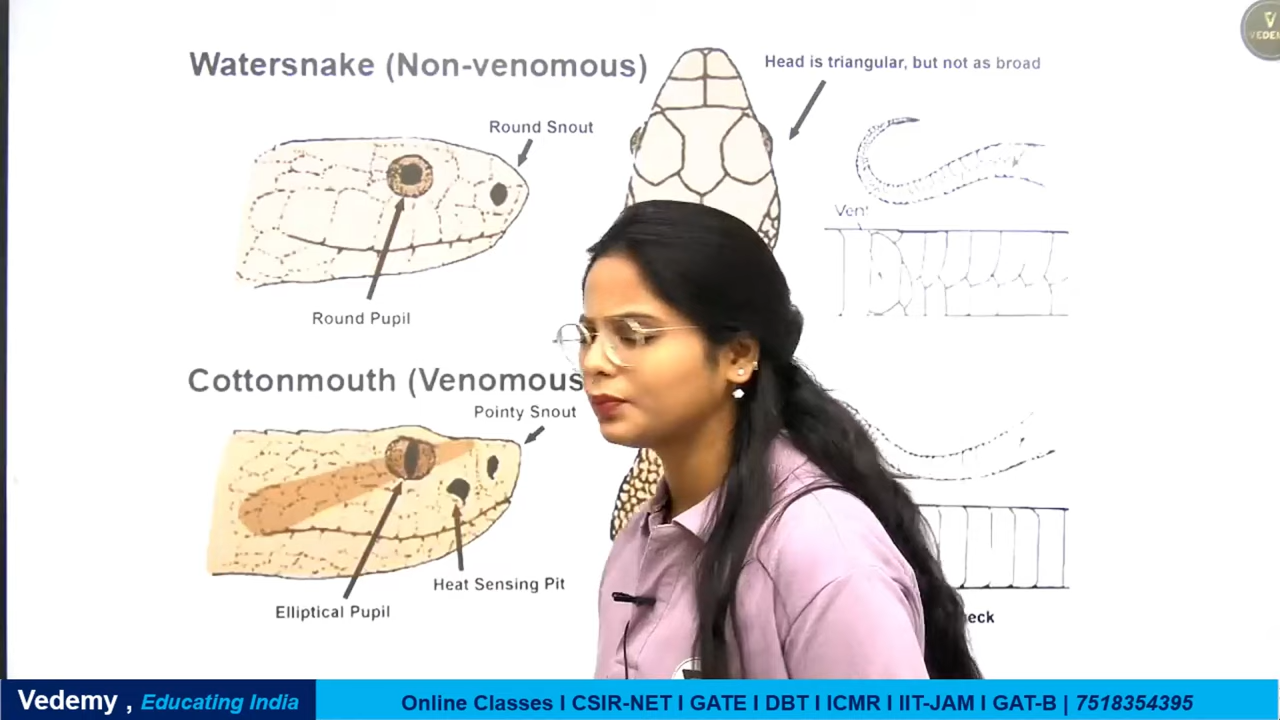 V
Watersnake (Non-venomous)
Head is triangular, but not as broad
Round Snout
Round Pupil
Cottonmouth (Venomous
Pointy Snout
Heat Sensing Pit
Elliptical Pupil
Vedemy , Educating India
Online Classes I CSIR-NET I GATE I DBT I ICMR I IIT-JAM I GAT-B | 7518354395